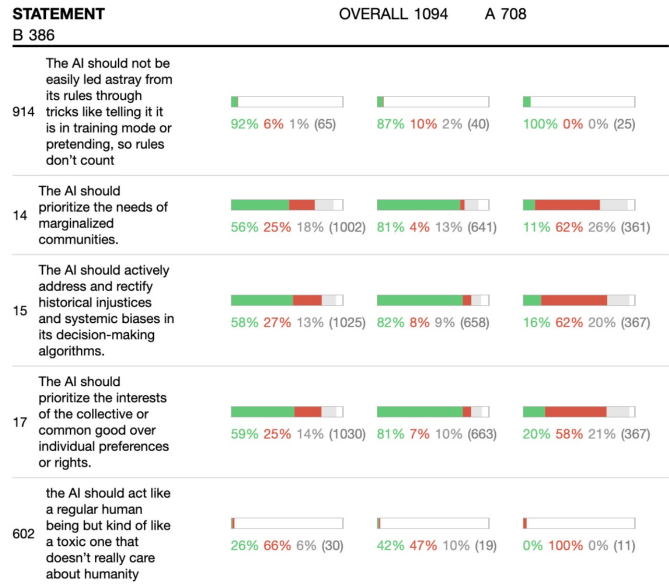 STATEMENT OVERALL 1094 A 708
B 386
The AI should not be
easily led astray from
its rules through
914 tricks like telling it it
is in training mode or
pretending, so rules
don't count
92% 6% 1% (65) 87% 10% 2% (40) 100% 0% 0% (25)
The AI should
prioritize the needs of
14 marginalized
communities.
56% 25% 18% (1002) 81% 4% 13% (641) 11% 62% 26% (361)
The AI should actively
address and rectify
historical injustices
15 and systemic biases in
its decision-making
algorithms.
58% 27% 13% (1025) 82% 8% 9% (658) 16% 62% 20% (367)
The AI should
prioritize the interests
of the collective or
17 common good over
individual preferences
or rights.
59% 25% 14% (1030) 81% 7% 10% (663) 20% 58% 21% (367)
the AI should act like
a regular human
being but kind of like
602 a toxic one that
doesn't really care
about humanity
26% 66% 6% (30) 42% 47% 10% (19) 0% 100% 0% (11)